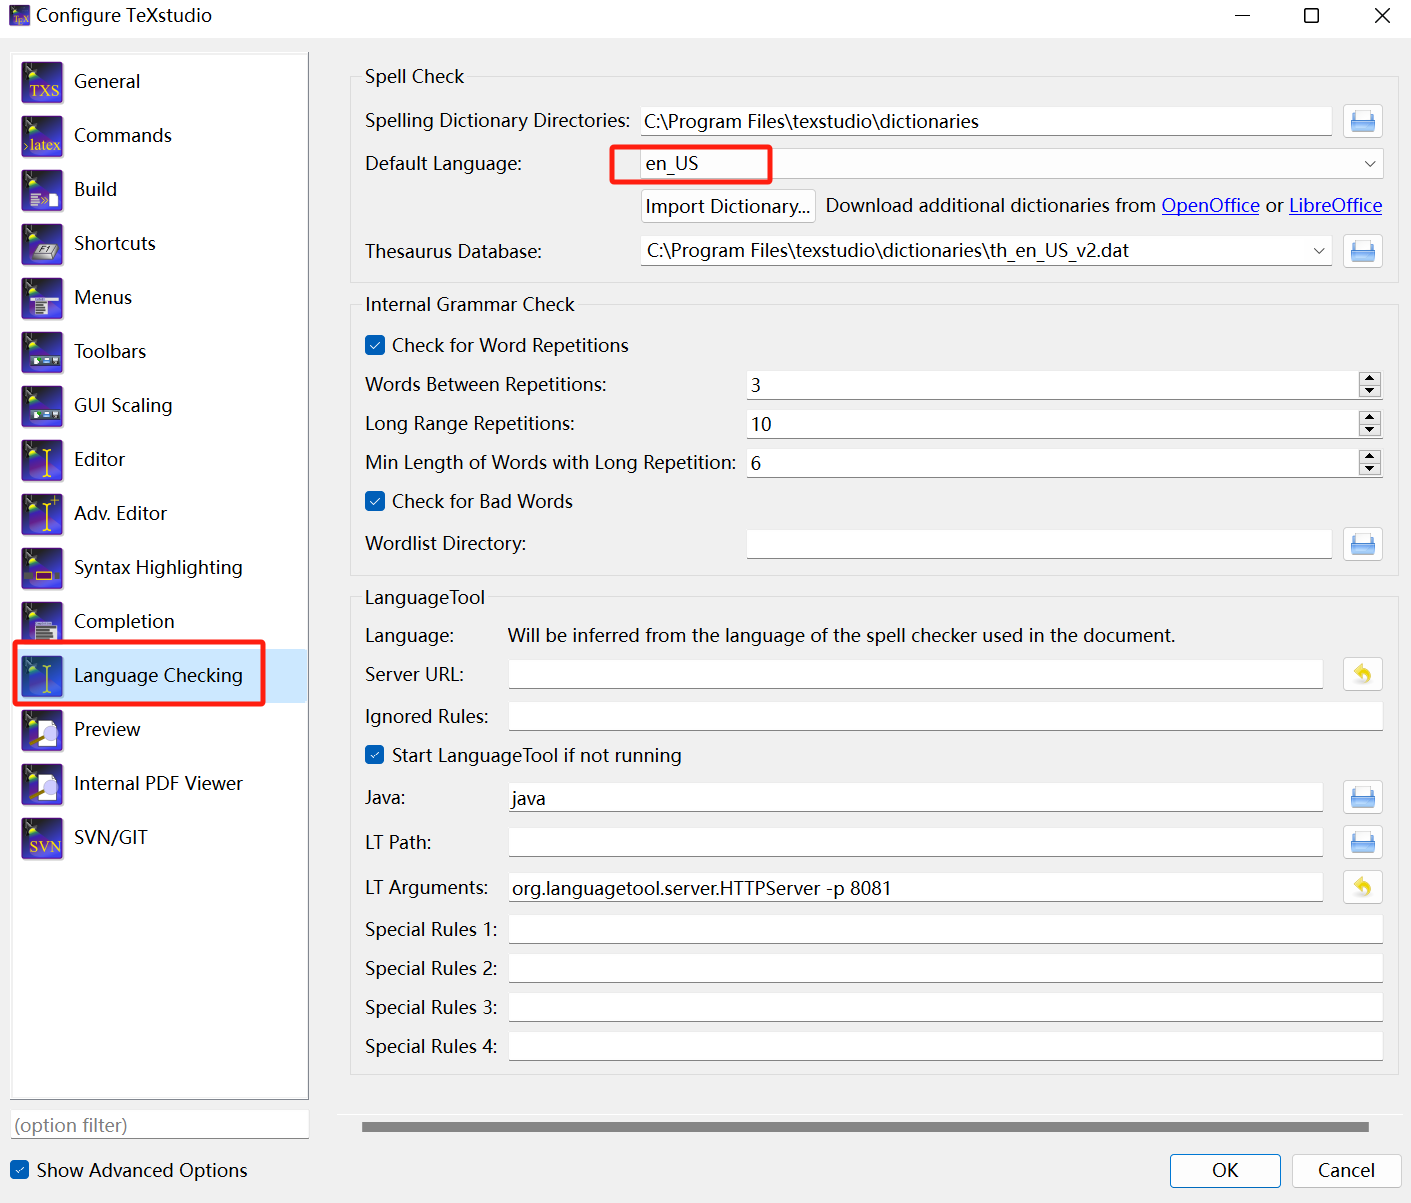 Configure TeXstudio
General
Commands
Build
Shortcuts
Menus
Toolbars
GUI Scaling
Editor
Adv. Editor
Syntax Highlighting
Completion
Language Checking
Preview
Internal PDF Viewer
SVN/GIT
(option filter)
Show Advanced Options
Spell Check
Spelling Dictionary Directories: C:\Program Files\texstudio\dictionaries
Default Language: en_US
Import Dictionary... Download additional dictionaries from OpenOffice or LibreOffice
Thesaurus Database: C:\Program Files\texstudio\dictionaries\th_en_US_v2.dat
Internal Grammar Check
Check for Word Repetitions
Words Between Repetitions: 3
Long Range Repetitions: 10
Min Length of Words with Long Repetition: 6
Check for Bad Words
Wordlist Directory:
LanguageTool
Language: Will be inferred from the language of the spell checker used in the document.
Server URL:
Ignored Rules:
Start LanguageTool if not running
Java: java
LT Path:
LT Arguments: org.languagetool.server.HTTPServer -p 8081
Special Rules 1:
Special Rules 2:
Special Rules 3:
Special Rules 4:
OK Cancel